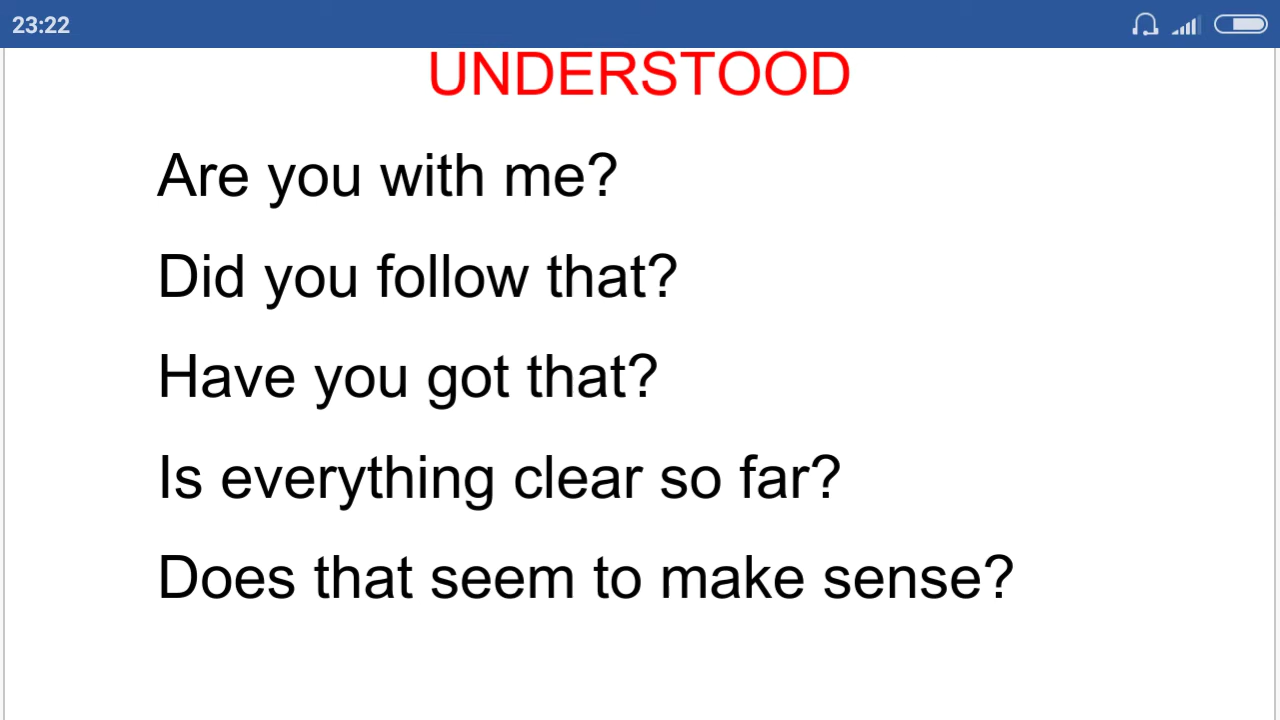 23:22
UNDERSTOOD
Are you with me?
Did you follow that?
Have you got that?
Is everything clear so far?
Does that seem to make sense?